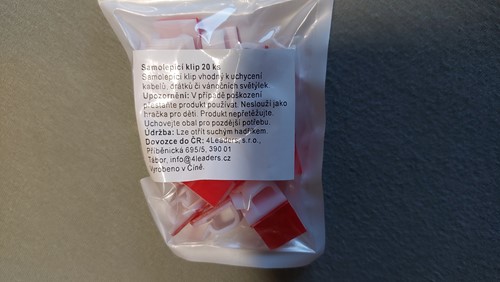 Samolepící klip 20 ks
Samolepící klip vhodný k uchycení
kabelů, drátků či vánočních světýlek.
Upozornění: V případě poškození
přestaňte produkt používat. Neslouží jako
hračka pro děti. Produkt nepřetěžujte.
Uchovejte obal pro pozdější potřebu.
Údržba: Lze otřít suchým hadříkem.
Dovozce do ČR: 4Leaders, s.r.o.,
Příběnická 695/5, 390 01
Tábor, info@4leaders.cz
Vyrobeno v Číně.